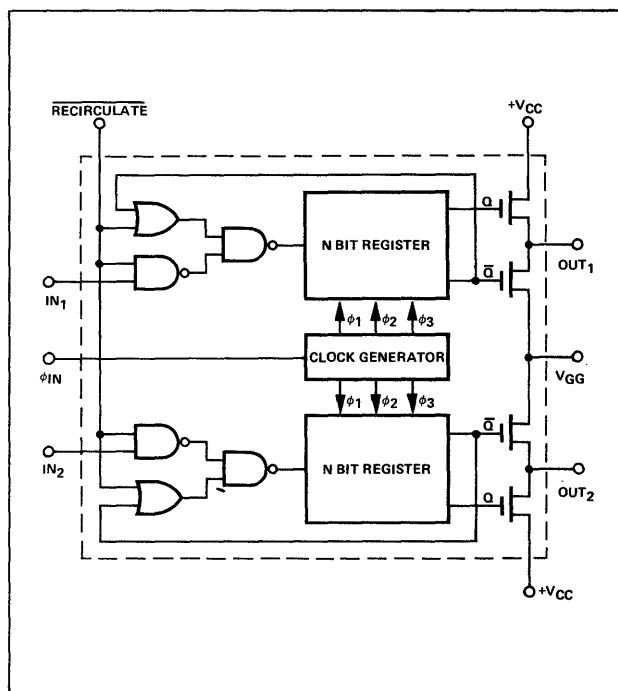 RECIRCULATE
+VCC
Q
N BIT REGISTER
OUT1
Q̅
IN1
ϕ1 ϕ2 ϕ3
ϕIN
CLOCK GENERATOR
VGG
ϕ1 ϕ2 ϕ3
Q̅
IN2
N BIT REGISTER
OUT2
Q
+VCC